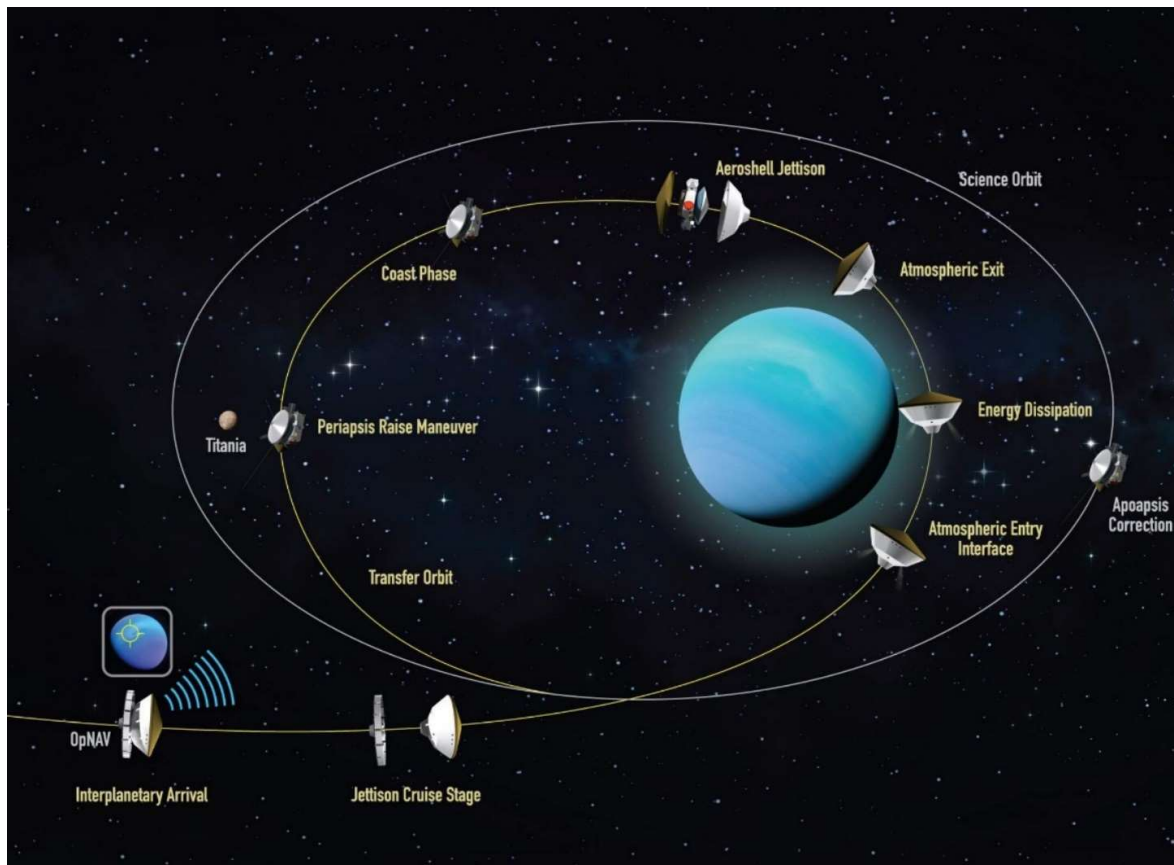 Aeroshell Jettison
Science Orbit
Coast Phase
Atmospheric Exit
Titania
Periapsis Raise Maneuver
Energy Dissipation
Apoapsis
Correction
Atmospheric Entry
Interface
Transfer Orbit
OpNAV
Interplanetary Arrival
Jettison Cruise Stage